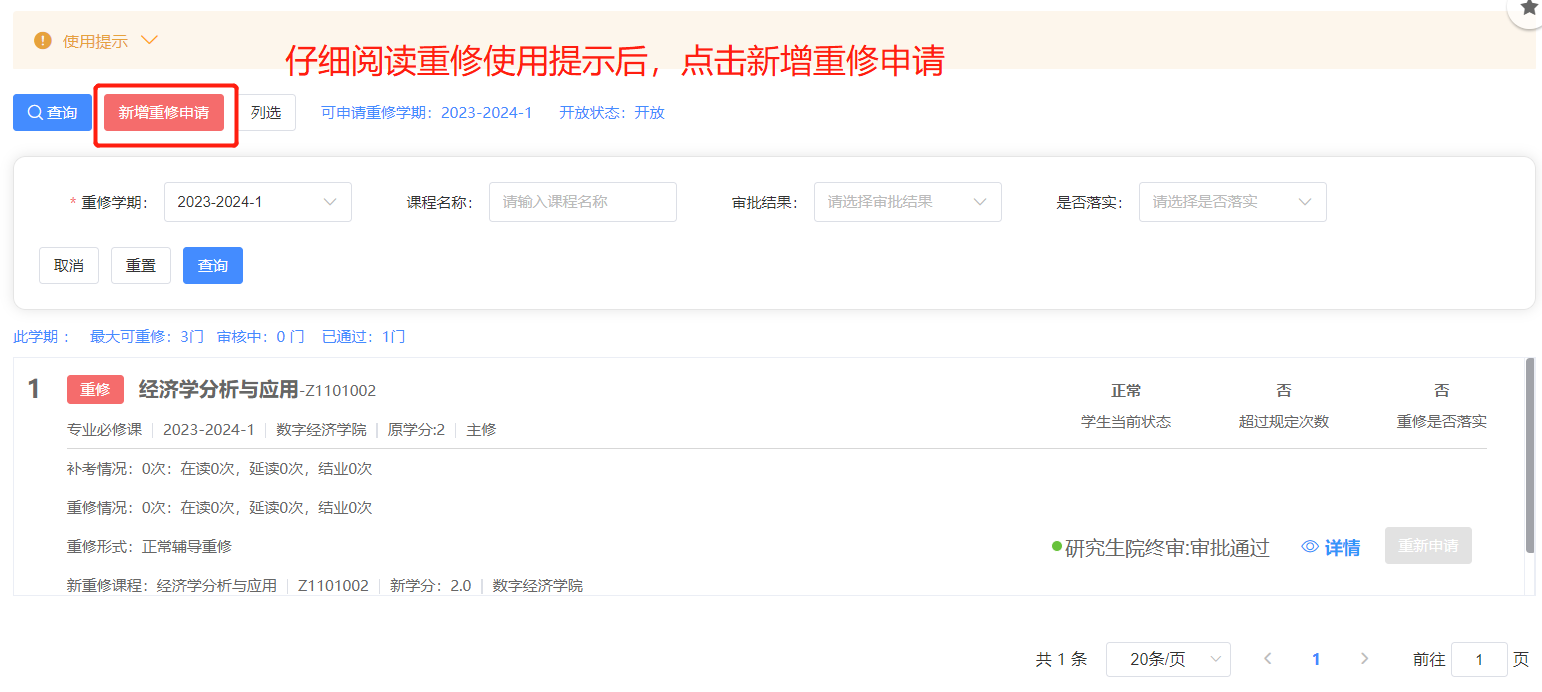 使用提示
仔细阅读重修使用提示后，点击新增重修申请
查询 新增重修申请 列选 可申请重修学期：2023-2024-1 开放状态：开放
* 重修学期： 2023-2024-1 课程名称： 请输入课程名称 审批结果： 请选择审批结果 是否落实： 请选择是否落实
取消 重置 查询
此学期： 最大可重修：3门 审核中：0 门 已通过：1门
1 重修 经济学分析与应用-Z1101002 正常 否 否
专业必修课 2023-2024-1 数字经济学院 原学分:2 主修 学生当前状态 超过规定次数 重修是否落实
补考情况：0次：在读0次，延读0次，结业0次
重修情况：0次：在读0次，延读0次，结业0次
重修形式：正常辅导重修 研究生院终审:审批通过 详情 重新申请
新重修课程：经济学分析与应用 Z1101002 新学分：2.0 数字经济学院
共 1 条 20条/页 1 前往 1 页